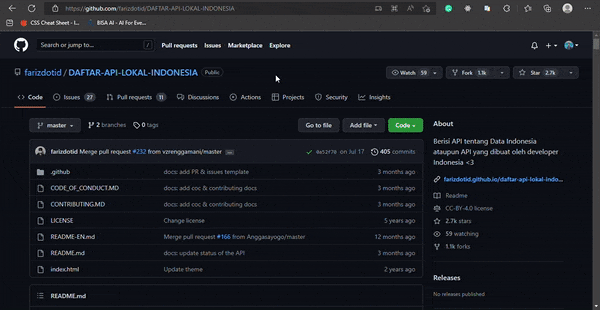 https://github.com/farizdotid/DAFTAR-API-LOKAL-INDONESIA
CSS Cheat Sheet - I...
BISA AI - AI For Eve...
Search or jump to...
Pull requests
Issues
Marketplace
Explore
farizdotid / DAFTAR-API-LOKAL-INDONESIA
Public
Watch 59
Fork 1.1k
Star 2.7k
Code
Issues 27
Pull requests 11
Discussions
Actions
Projects
Security
Insights
master
2 branches
0 tags
Go to file
Add file
Code
farizdotid Merge pull request #232 from vzrenggamani/master ...
on Jul 17
405 commits
.github docs: add PR & issues template 3 months ago
CODE_OF_CONDUCT.MD docs: add coc & contributing docs 3 months ago
CONTRIBUTING.MD docs: add coc & contributing docs 3 months ago
LICENSE Change license 5 years ago
README-EN.md Merge pull request #166 from Anggasayogo/master 12 months ago
README.md docs: update status of the API 3 months ago
index.html Update theme 2 years ago
README.md
About
Berisi API tentang Data Indonesia
ataupun API yang dibuat oleh developer
Indonesia <3
farizdotid.github.io/daftar-api-lokal-indo...
Readme
CC-BY-4.0 license
2.7k stars
59 watching
1.1k forks
Releases
No releases published